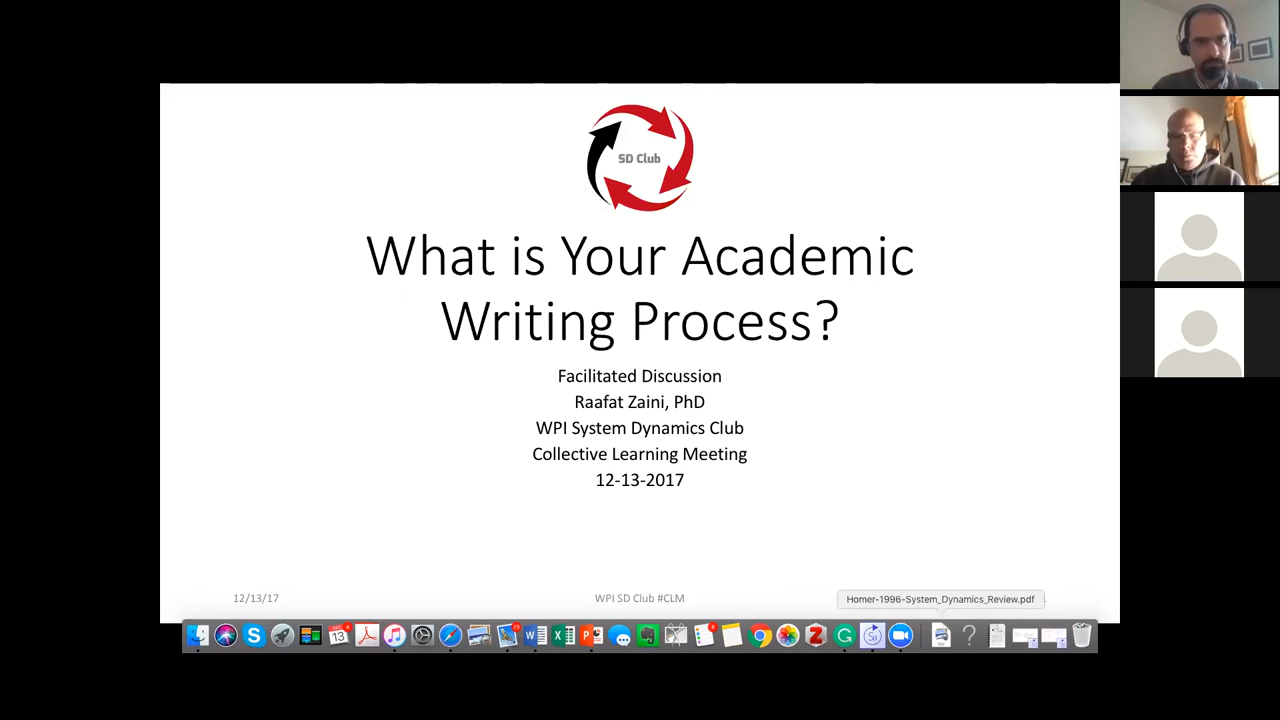 SD Club
What is Your Academic
Writing Process?
Facilitated Discussion
Raafat Zaini, PhD
WPI System Dynamics Club
Collective Learning Meeting
12-13-2017
12/13/17
WPI SD Club #CLM
Homer-1996-System_Dynamics_Review.pdf
13